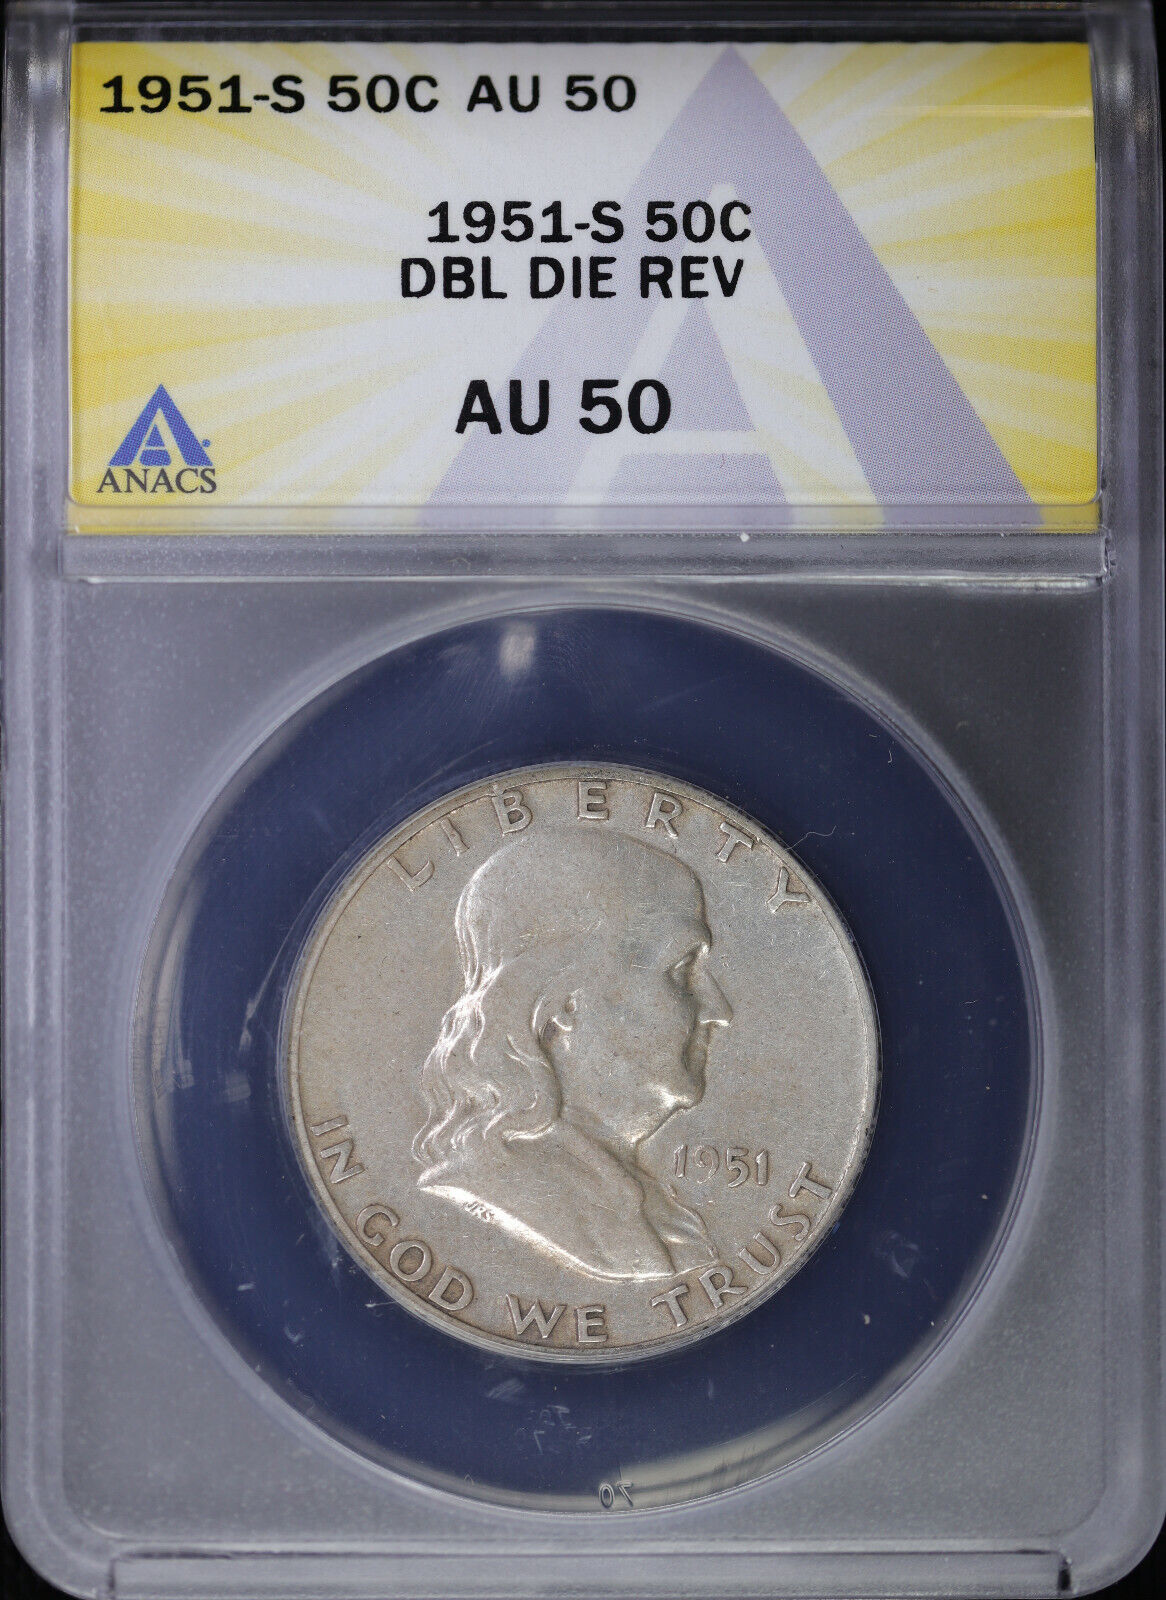 1951-S 50C AU 50
1951-S 50C
DBL DIE REV
AU 50
ANACS
LIBERTY
1951
JRS
IN GOD WE TRUST
70